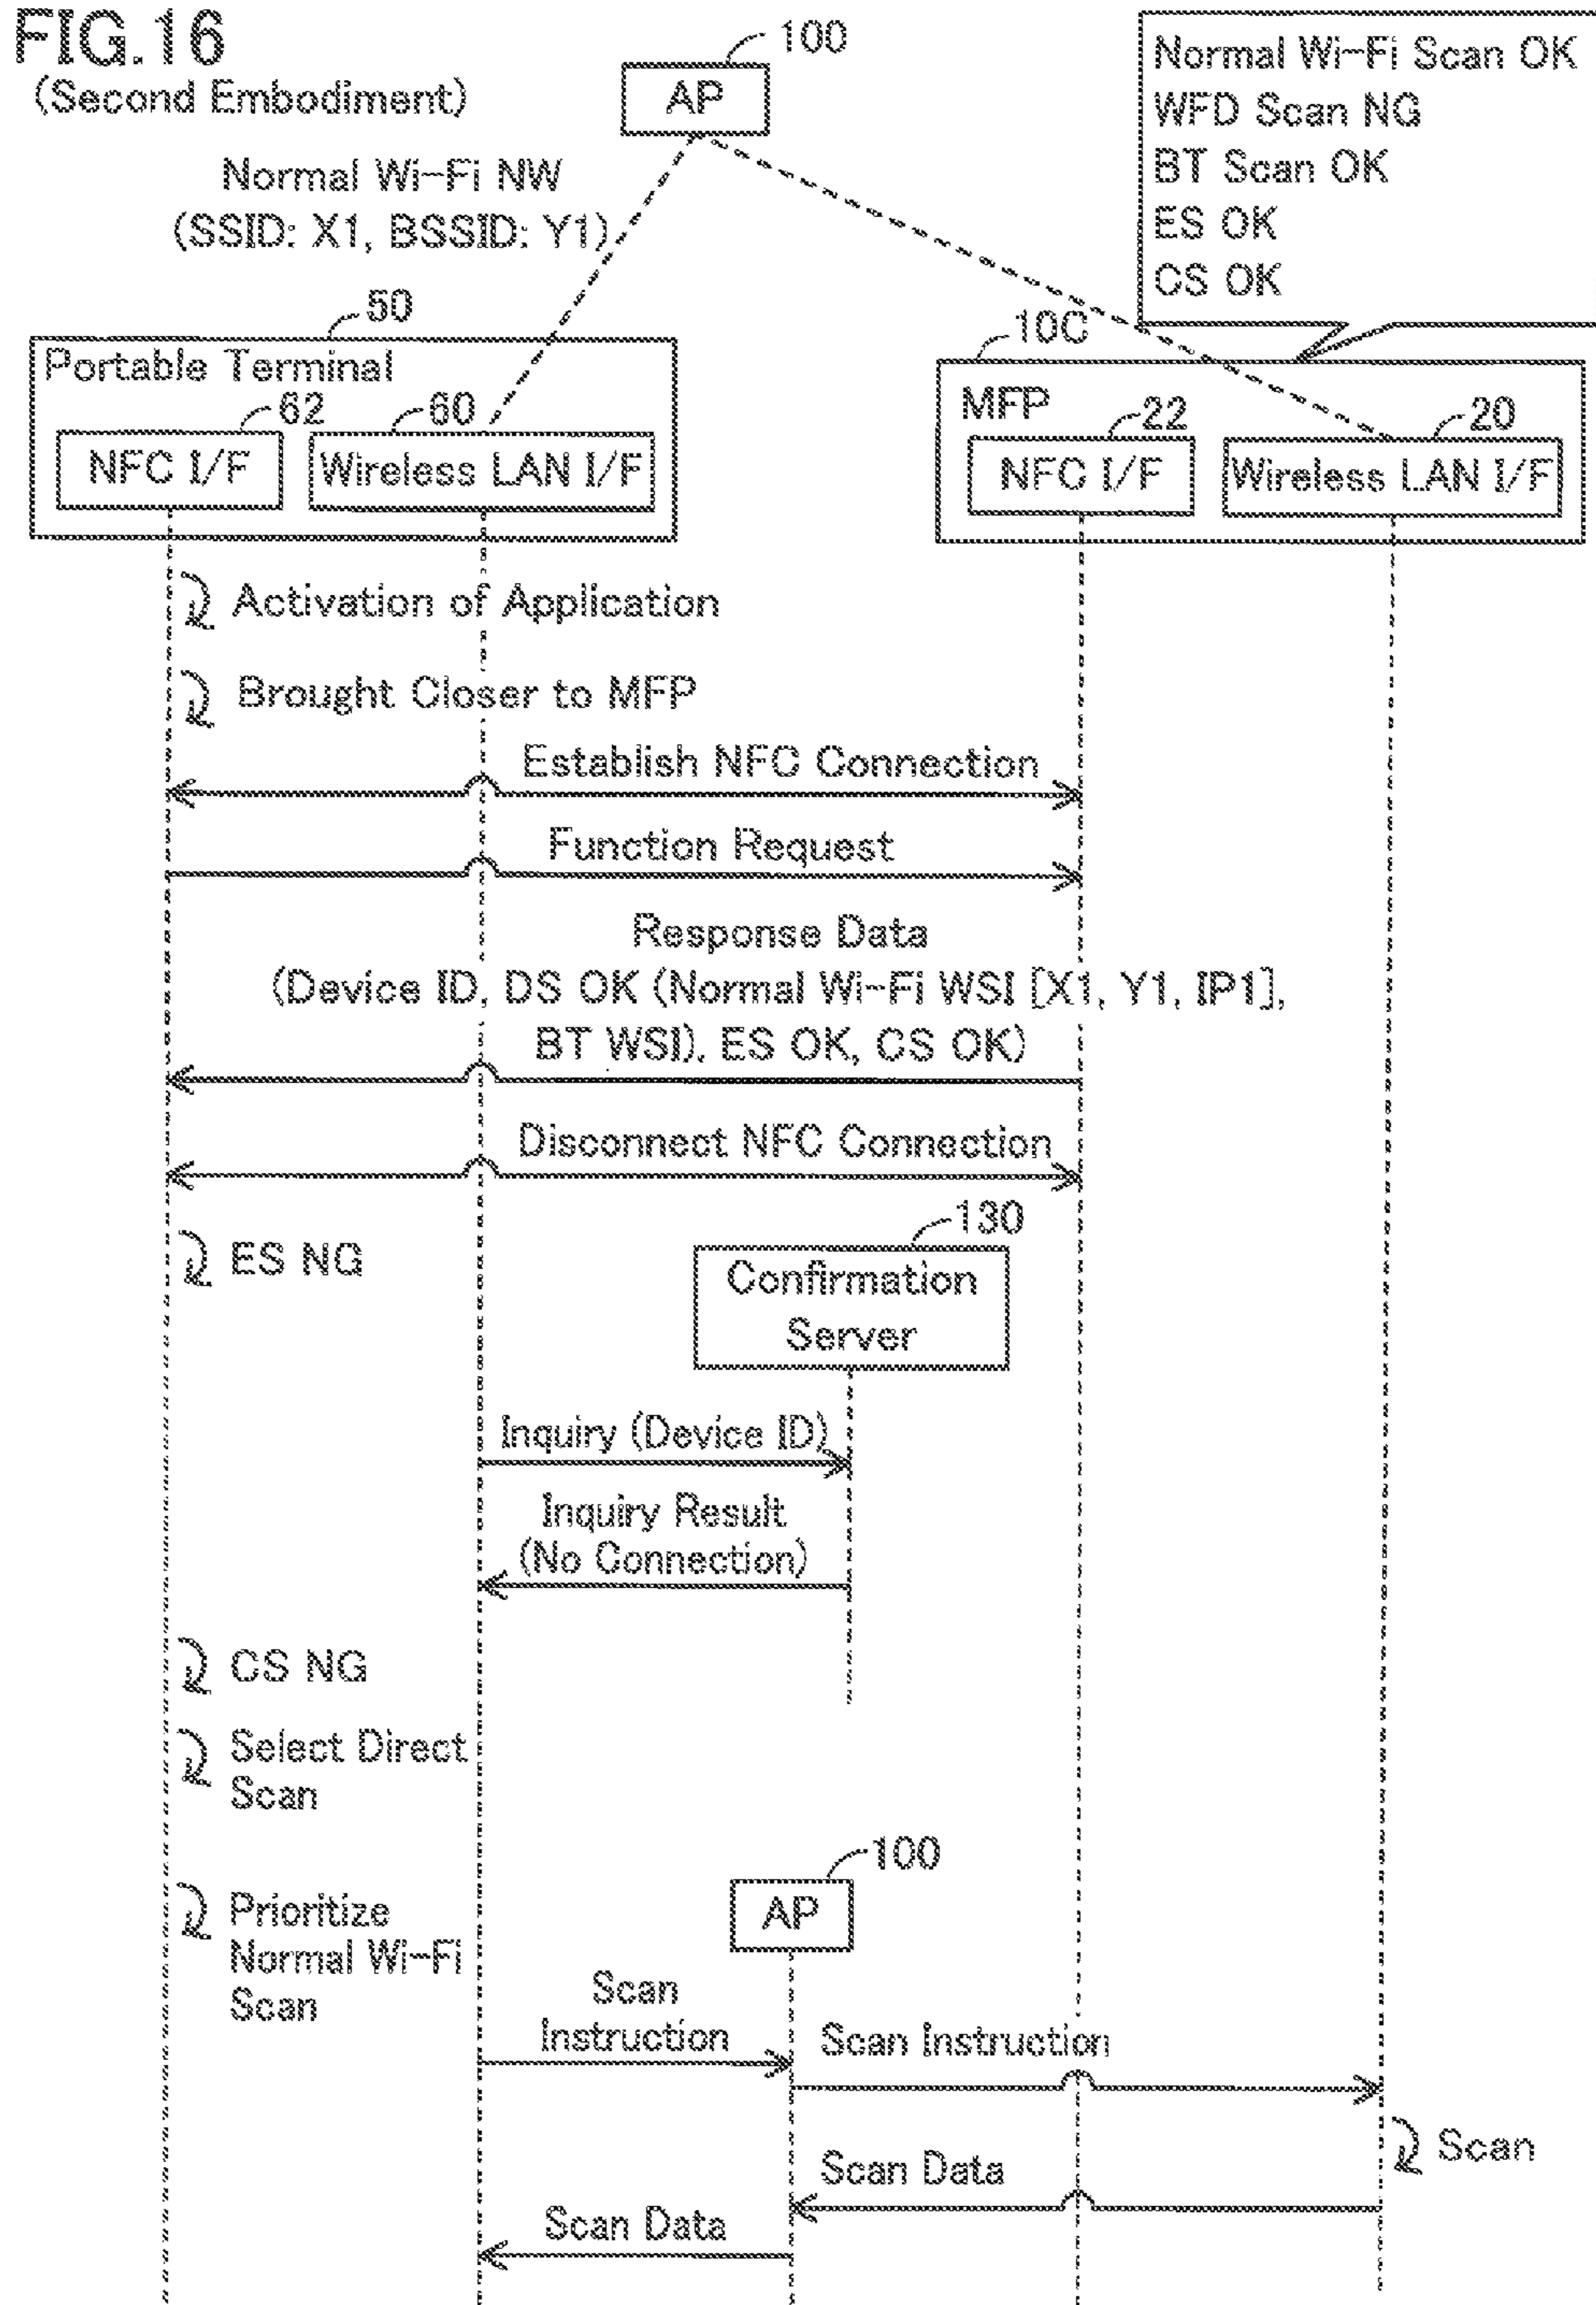 FIG.16
(Second Embodiment)
100
AP
Normal Wi-Fi Scan OK
WFD Scan NG
BT Scan OK
ES OK
CS OK
Normal Wi-Fi NW
(SSID: X1, BSSID: Y1)
50
Portable Terminal
62
60
NFC I/F
Wireless LAN I/F
10C
MFP
22
20
NFC I/F
Wireless LAN I/F
Activation of Application
Brought Closer to MFP
Establish NFC Connection
Function Request
Response Data
(Device ID, DS OK (Normal Wi-Fi WSI [X1, Y1, IP1],
BT WSI), ES OK, CS OK)
Disconnect NFC Connection
ES NG
130
Confirmation
Server
Inquiry (Device ID)
Inquiry Result
(No Connection)
CS NG
Select Direct
Scan
100
AP
Prioritize
Normal Wi-Fi
Scan
Scan
Instruction
Scan Instruction
Scan
Scan Data
Scan Data